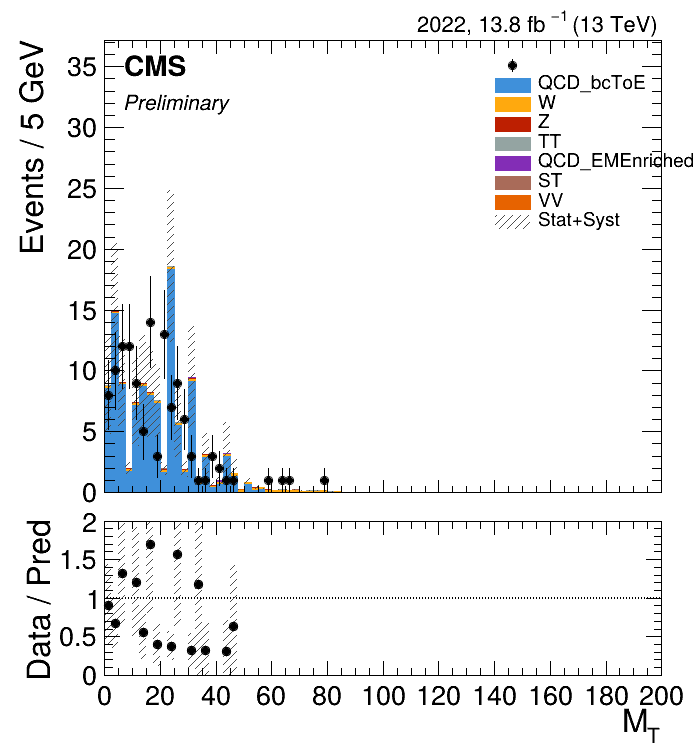 2022, 13.8 fb⁻¹ (13 TeV)
CMS
Preliminary
QCD_bcToE
W
Z
TT
QCD_EMEnriched
ST
VV
Stat+Syst
Events / 5 GeV
35
30
25
20
15
10
5
0
Data / Pred
2
1.5
1
0.5
0
0 20 40 60 80 100 120 140 160 180 200
M_T